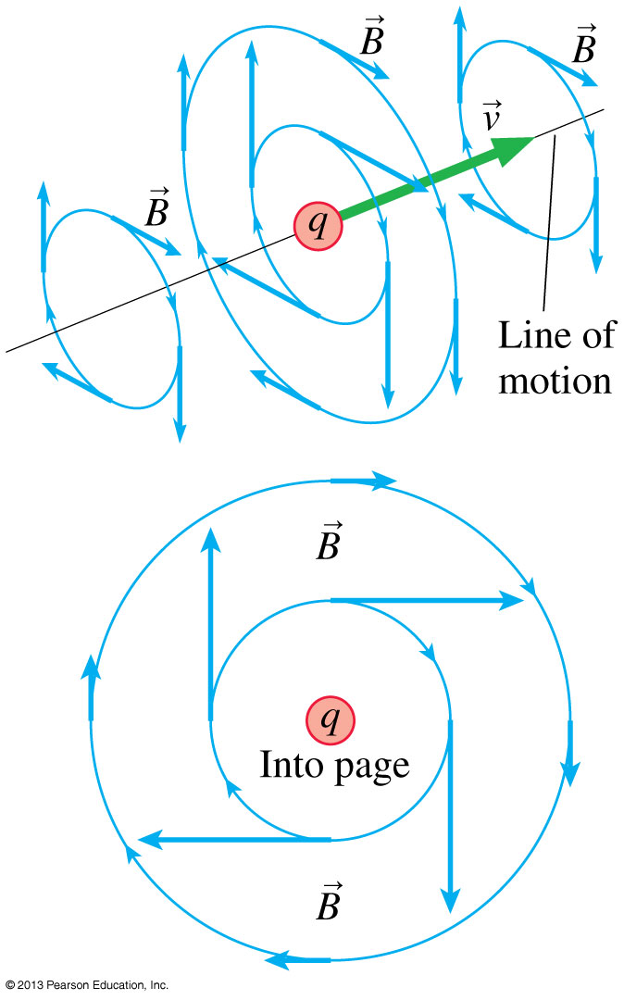 B⃗
B⃗
v⃗
B⃗
q
Line of
motion
B⃗
q
Into page
B⃗
© 2013 Pearson Education, Inc.